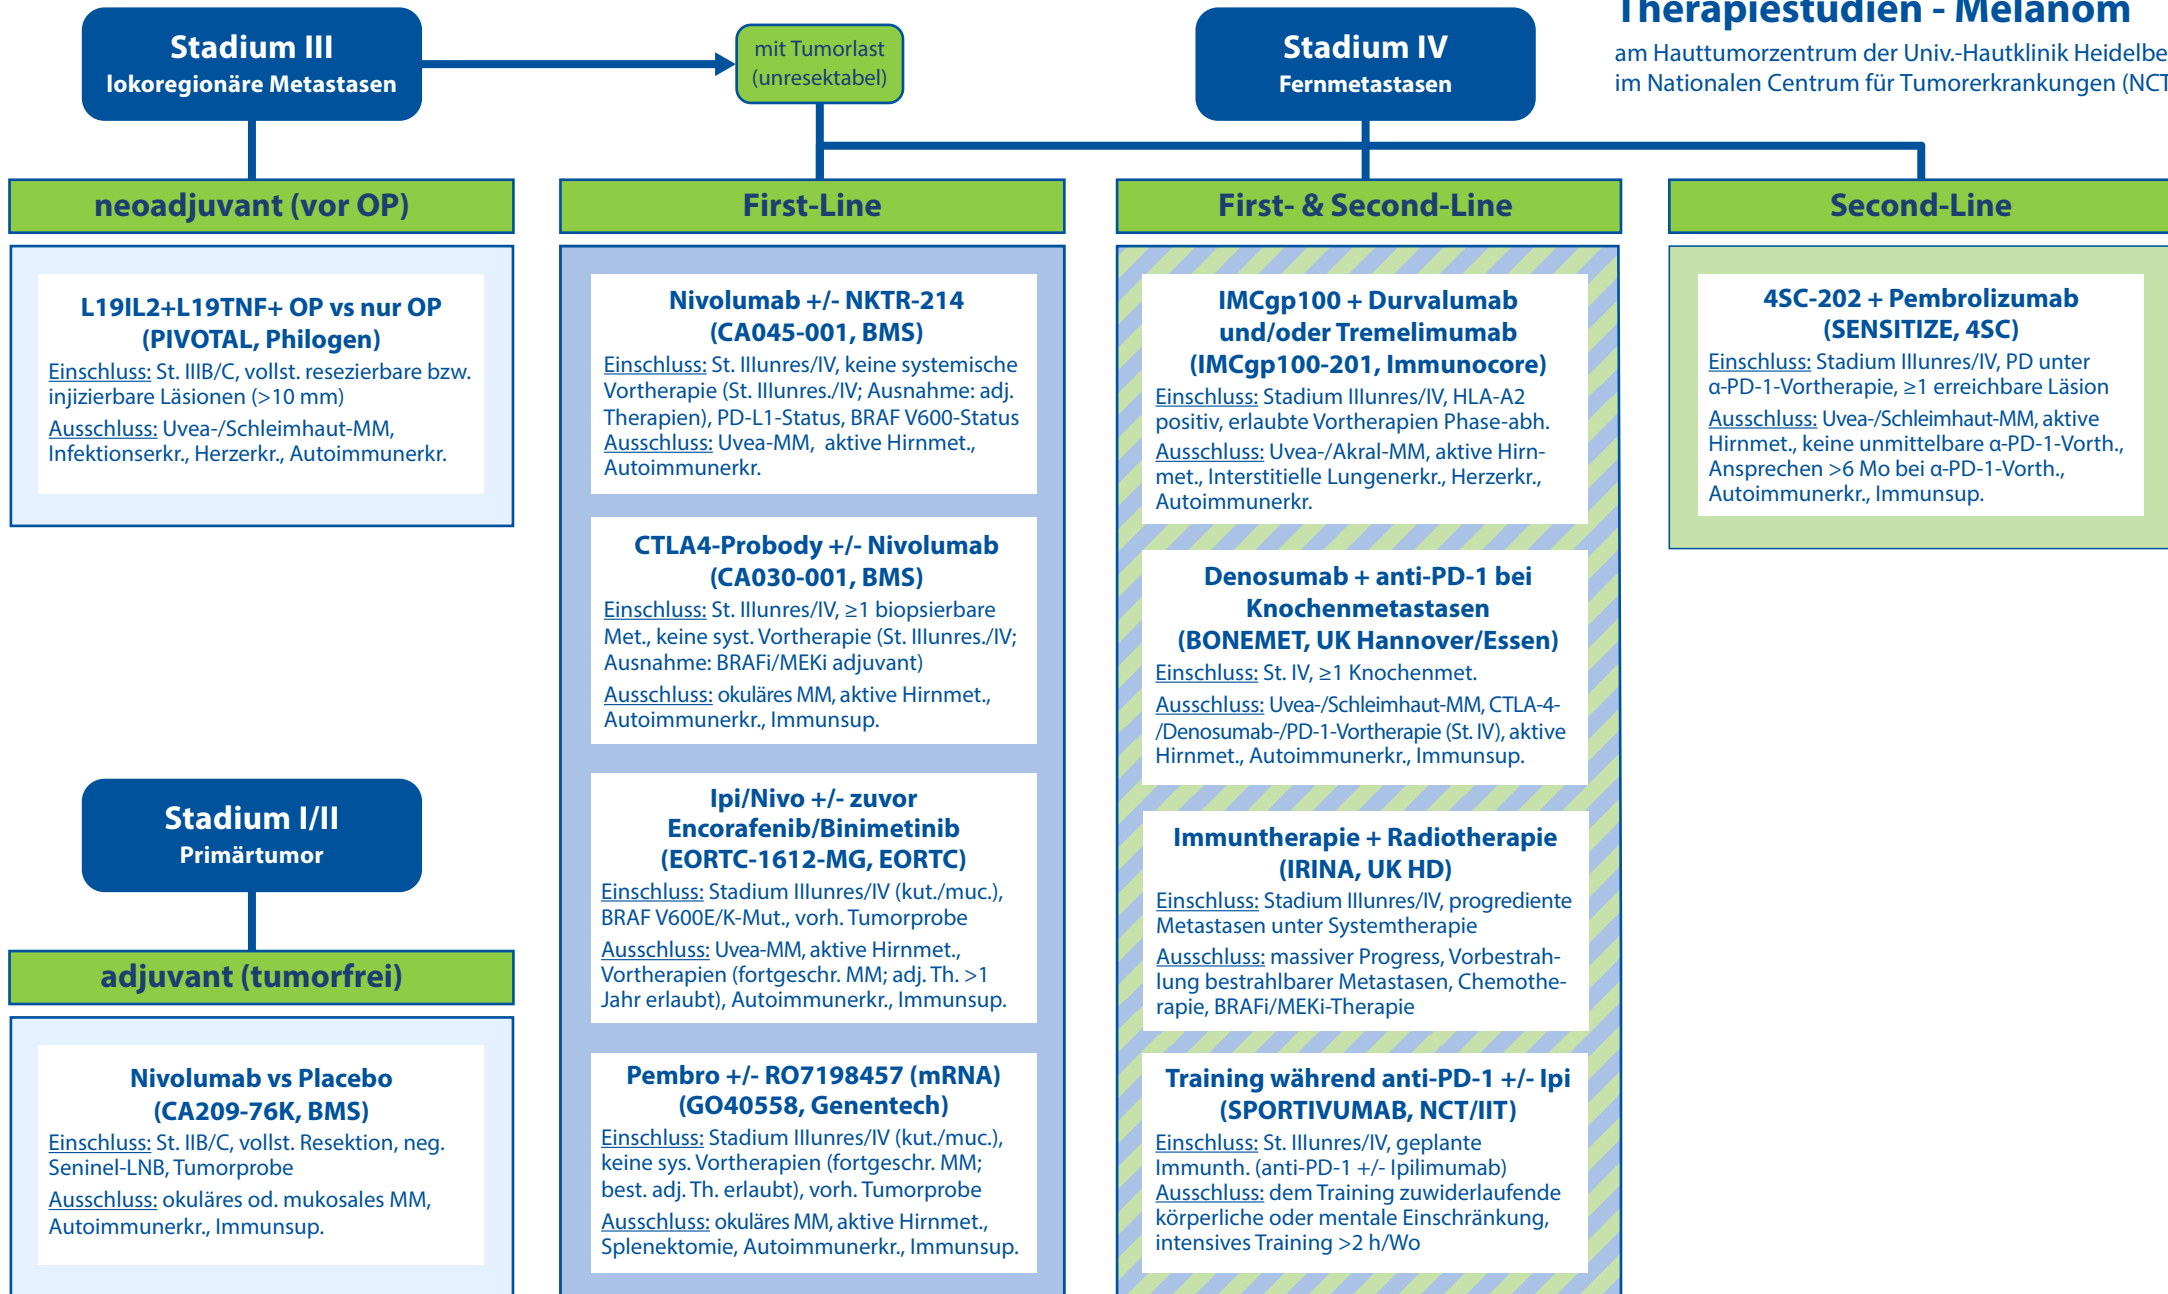 Therapiestudien - Melanom
am Hauttumorzentrum der Univ.-Hautklinik Heidelbe
im Nationalen Centrum für Tumorerkrankungen (NCT
Stadium III
lokoregionäre Metastasen
mit Tumorlast
(unresektabel)
Stadium IV
Fernmetastasen
neoadjuvant (vor OP)
L19IL2+L19TNF+ OP vs nur OP
(PIVOTAL, Philogen)
Einschluss: St. IIIB/C, vollst. resezierbare bzw.
injizierbare Läsionen (>10 mm)
Ausschluss: Uvea-/Schleimhaut-MM,
Infektionserkr., Herzerkr., Autoimmunerkr.
Stadium I/II
Primärtumor
adjuvant (tumorfrei)
Nivolumab vs Placebo
(CA209-76K, BMS)
Einschluss: St. IIB/C, vollst. Resektion, neg.
Seninel-LNB, Tumorprobe
Ausschluss: okuläres od. mukosales MM,
Autoimmunerkr., Immunsup.
First-Line
Nivolumab +/- NKTR-214
(CA045-001, BMS)
Einschluss: St. IIIunres/IV, keine systemische
Vortherapie (St. IIIunres./IV; Ausnahme: adj.
Therapien), PD-L1-Status, BRAF V600-Status
Ausschluss: Uvea-MM, aktive Hirnmet.,
Autoimmunerkr.
CTLA4-Probody +/- Nivolumab
(CA030-001, BMS)
Einschluss: St. IIIunres/IV, ≥1 biopsierbare
Met., keine syst. Vortherapie (St. IIIunres./IV;
Ausnahme: BRAFi/MEKi adjuvant)
Ausschluss: okuläres MM, aktive Hirnmet.,
Autoimmunerkr., Immunsup.
Ipi/Nivo +/- zuvor
Encorafenib/Binimetinib
(EORTC-1612-MG, EORTC)
Einschluss: Stadium IIIunres/IV (kut./muc.),
BRAF V600E/K-Mut., vorh. Tumorprobe
Ausschluss: Uvea-MM, aktive Hirnmet.,
Vortherapien (fortgeschr. MM; adj. Th. >1
Jahr erlaubt), Autoimmunerkr., Immunsup.
Pembro +/- RO7198457 (mRNA)
(GO40558, Genentech)
Einschluss: Stadium IIIunres/IV (kut./muc.),
keine sys. Vortherapien (fortgeschr. MM;
best. adj. Th. erlaubt), vorh. Tumorprobe
Ausschluss: okuläres MM, aktive Hirnmet.,
Splenektomie, Autoimmunerkr., Immunsup.
First- & Second-Line
IMCgp100 + Durvalumab
und/oder Tremelimumab
(IMCgp100-201, Immunocore)
Einschluss: Stadium IIIunres/IV, HLA-A2
positiv, erlaubte Vortherapien Phase-abh.
Ausschluss: Uvea-/Akral-MM, aktive Hirn-
met., Interstitielle Lungenerkr., Herzerkr.,
Autoimmunerkr.
Denosumab + anti-PD-1 bei
Knochenmetastasen
(BONEMET, UK Hannover/Essen)
Einschluss: St. IV, ≥1 Knochenmet.
Ausschluss: Uvea-/Schleimhaut-MM, CTLA-4-
/Denosumab-/PD-1-Vortherapie (St. IV), aktive
Hirnmet., Autoimmunerkr., Immunsup.
Immuntherapie + Radiotherapie
(IRINA, UK HD)
Einschluss: Stadium IIIunres/IV, progrediente
Metastasen unter Systemtherapie
Ausschluss: massiver Progress, Vorbestrah-
lung bestrahlbarer Metastasen, Chemothe-
rapie, BRAFi/MEKi-Therapie
Training während anti-PD-1 +/- Ipi
(SPORTIVUMAB, NCT/IIT)
Einschluss: St. IIIunres/IV, geplante
Immunth. (anti-PD-1 +/- Ipilimumab)
Ausschluss: dem Training zuwiderlaufende
körperliche oder mentale Einschränkung,
intensives Training >2 h/Wo
Second-Line
4SC-202 + Pembrolizumab
(SENSITIZE, 4SC)
Einschluss: Stadium IIIunres/IV, PD unter
α-PD-1-Vortherapie, ≥1 erreichbare Läsion
Ausschluss: Uvea-/Schleimhaut-MM, aktive
Hirnmet., keine unmittelbare α-PD-1-Vorth.,
Ansprechen >6 Mo bei α-PD-1-Vorth.,
Autoimmunerkr., Immunsup.